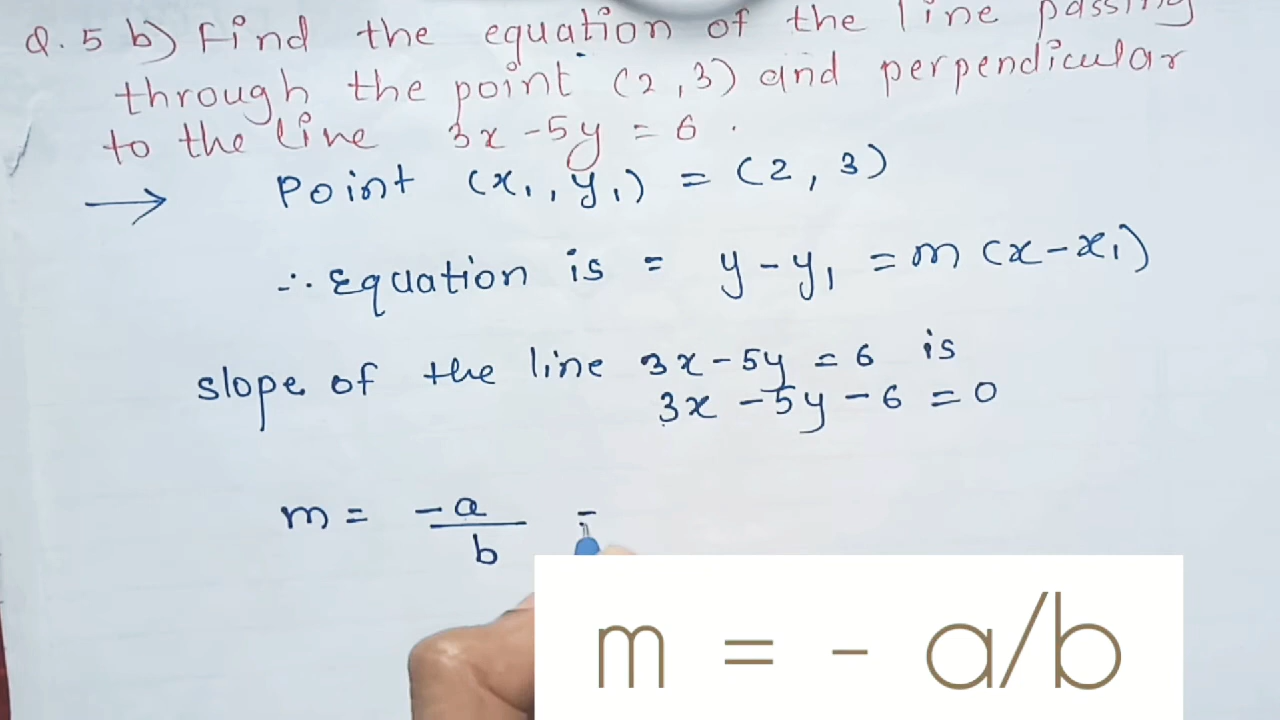 Q. 5 b) Find the equation of the line passing
through the point (2, 3) and perpendicular
to the line 3x - 5y = 6 .
→ Point (x₁, y₁) = (2, 3)
∴ Equation is = y - y₁ = m (x - x₁)
slope of the line 3x - 5y = 6 is
3x - 5y - 6 = 0
m = -a/b =
m = - a/b